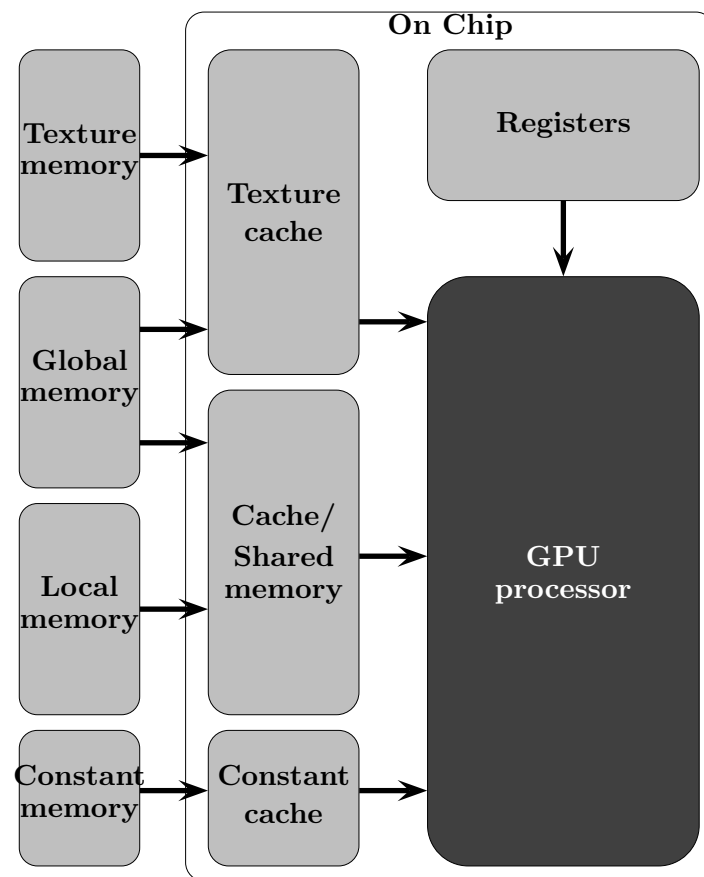 On Chip
Texture
memory
Global
memory
Local
memory
Constant
memory
Texture
cache
Cache/
Shared
memory
Constant
cache
Registers
GPU
processor